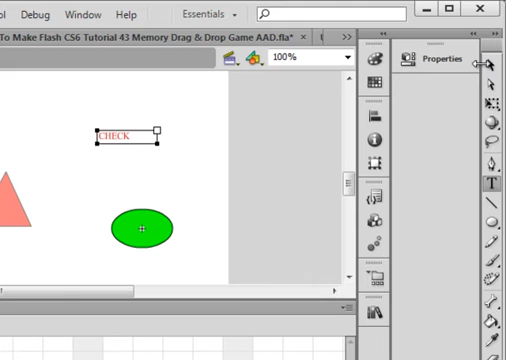 ol Debug Window Help Essentials
To Make Flash CS6 Tutorial 43 Memory Drag & Drop Game AAD.fla*
100%
Properties
CHECK
T